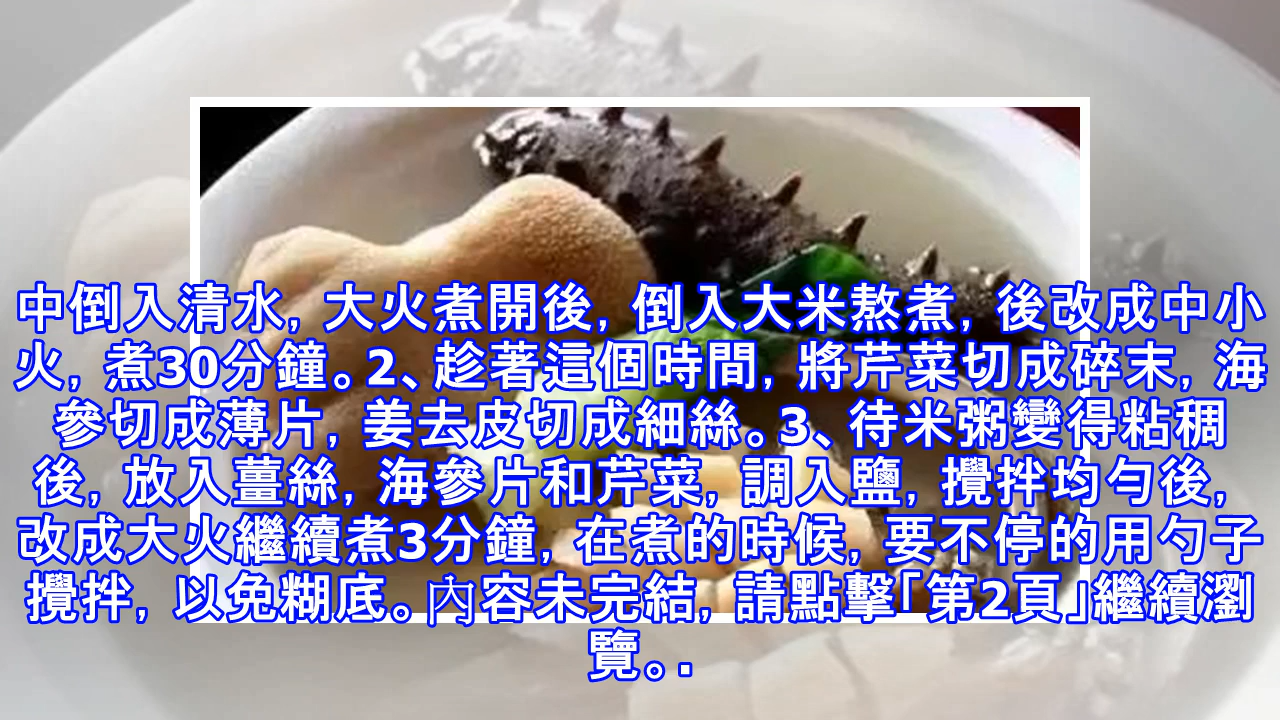 中倒入清水, 大火煮開後, 倒入大米熬煮, 後改成中小
火, 煮30分鐘。2、趁著這個時間, 將芹菜切成碎末, 海
參切成薄片, 姜去皮切成細絲。3、待米粥變得粘稠
後, 放入薑絲, 海參片和芹菜, 調入鹽, 攪拌均勻後,
改成大火繼續煮3分鐘, 在煮的時候, 要不停的用勺子
攪拌, 以免糊底。內容未完結, 請點擊「第2頁」繼續瀏
覽。.